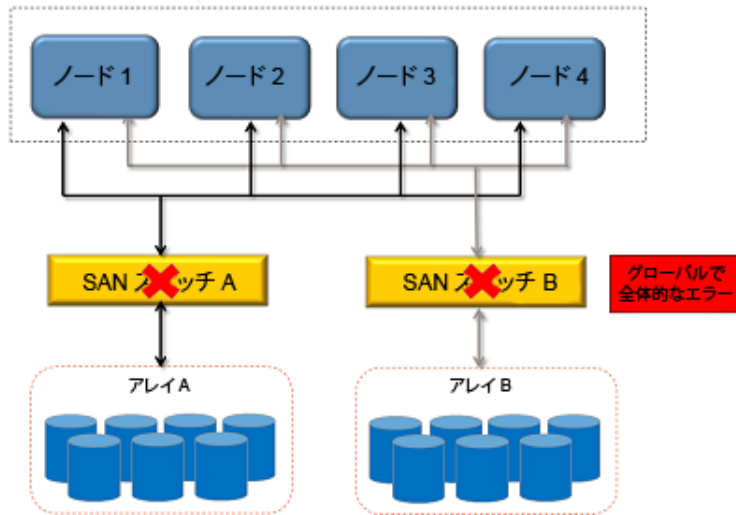 ノード 1
ノード 2
ノード 3
ノード 4
SAN スッチ A
SAN スッチ B
グローバルで
全体的なエラー
アレイ A
アレイ B